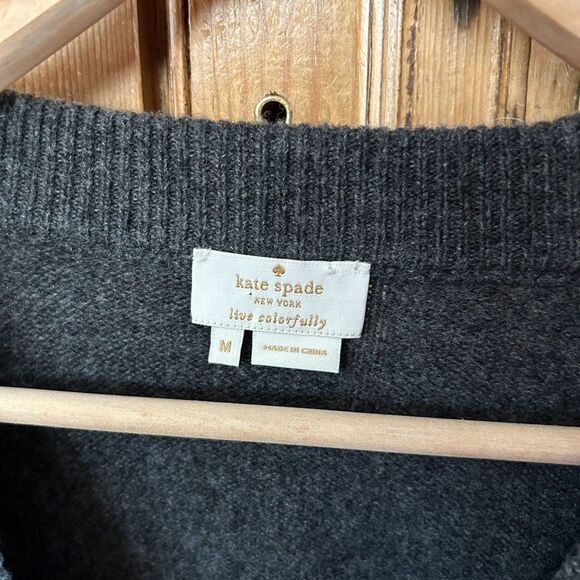 kate spade
NEW YORK
live colorfully
M
MADE IN CHINA